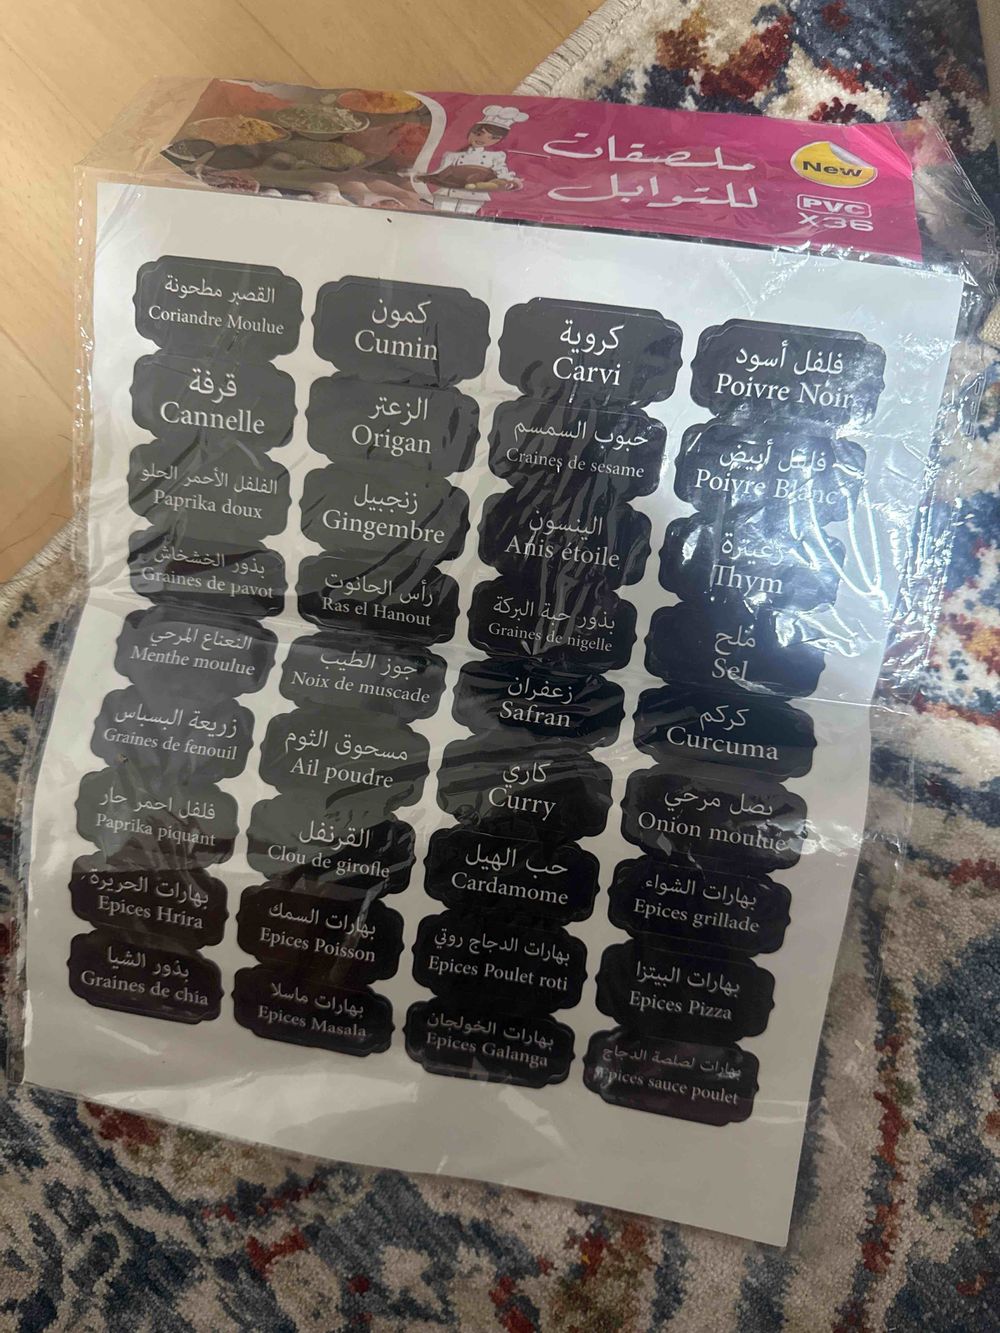 ملصقات
للتوابل
New
PVC
X36
القصبر مطحونة
Coriandre Moulue
كمون
Cumin
كروية
Carvi
فلفل أسود
Poivre Noir
قرفة
Cannelle
الزعتر
Origan
حبوب السمسم
Craines de sesame
فلفل أبيض
Poivre Blanc
الفلفل الأحمر الحلو
Paprika doux
زنجبيل
Gingembre
الينسون
Anis étoile
زعيترة
Thym
بذور الخشخاش
Graines de pavot
رأس الحانوت
Ras el Hanout
بذور حبة البركة
Graines de nigelle
مَلح
Sel
النعناع المرحي
Menthe moulue
جوز الطيب
Noix de muscade
زعفران
Safran
كركم
Curcuma
زريعة البسباس
Graines de fenouil
مسحوق الثوم
Ail poudre
كاري
Curry
بصل مرحي
Onion moulue
فلفل احمر حار
Paprika piquant
القرنفل
Clou de girofle
حب الهيل
Cardamome
بهارات الشواء
Epices grillade
بهارات الحريرة
Epices Hrira
بهارات السمك
Epices Poisson
بهارات الدجاج روتي
Epices Poulet roti
بهارات البيتزا
Epices Pizza
بذور الشيا
Graines de chia
بهارات ماسلا
Epices Masala
بهارات الخولجان
Epices Galanga
بهارات لصلصة الدجاج
Epices sauce poulet